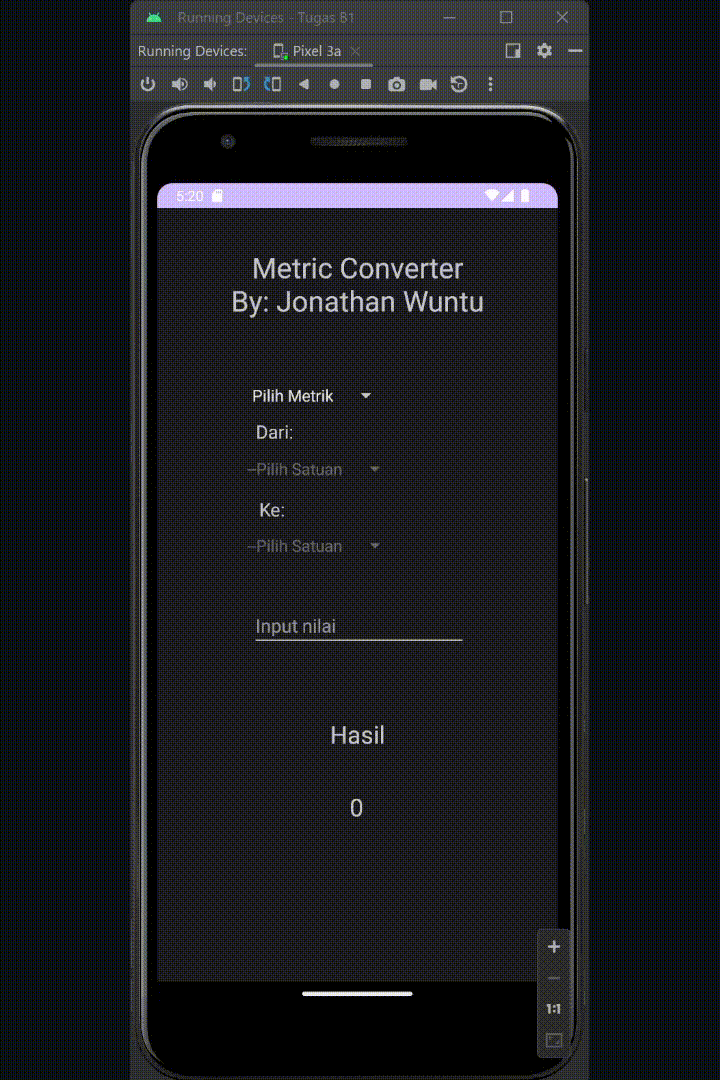 Running Devices - Tugas B1
Running Devices:
Pixel 3a
5:20
Metric Converter
By: Jonathan Wuntu
Pilih Metrik
Dari:
--Pilih Satuan
Ke:
--Pilih Satuan
Input nilai
Hasil
0
1:1